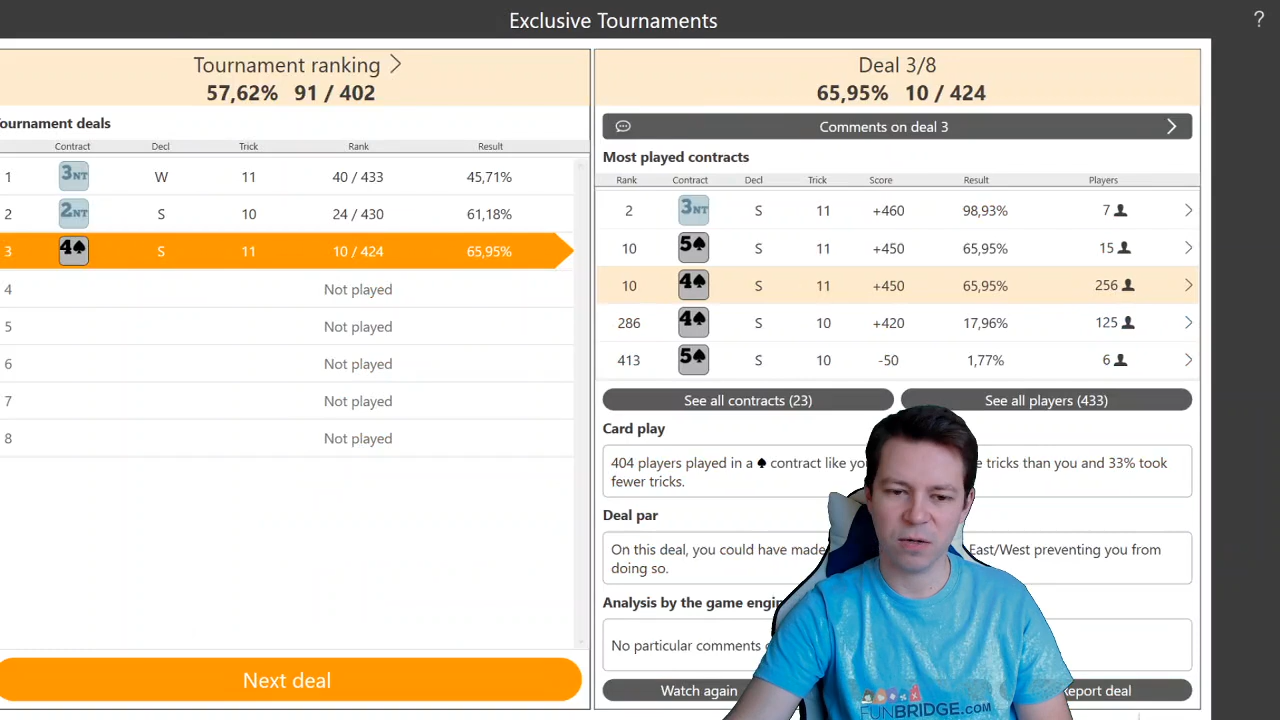 Exclusive Tournaments
?
Tournament ranking >
57,62% 91 / 402
ournament deals
Contract Decl Trick Rank Result
1 3NT W 11 40 / 433 45,71%
2 2NT S 10 24 / 430 61,18%
3 4♠ S 11 10 / 424 65,95%
4 Not played
5 Not played
6 Not played
7 Not played
8 Not played
Next deal
Deal 3/8
65,95% 10 / 424
Comments on deal 3
Most played contracts
Rank Contract Decl Trick Score Result Players
2 3NT S 11 +460 98,93% 7
10 5♠ S 11 +450 65,95% 15
10 4♠ S 11 +450 65,95% 256
286 4♠ S 10 +420 17,96% 125
413 5♠ S 10 -50 1,77% 6
See all contracts (23) See all players (433)
Card play
404 players played in a ♠ contract like tricks than you and 33% took
fewer tricks.
Deal par
On this deal, you could have made East/West preventing you from
doing so.
Analysis by the game
No particular comments
Watch again deal
FUNBRIDGE.COM